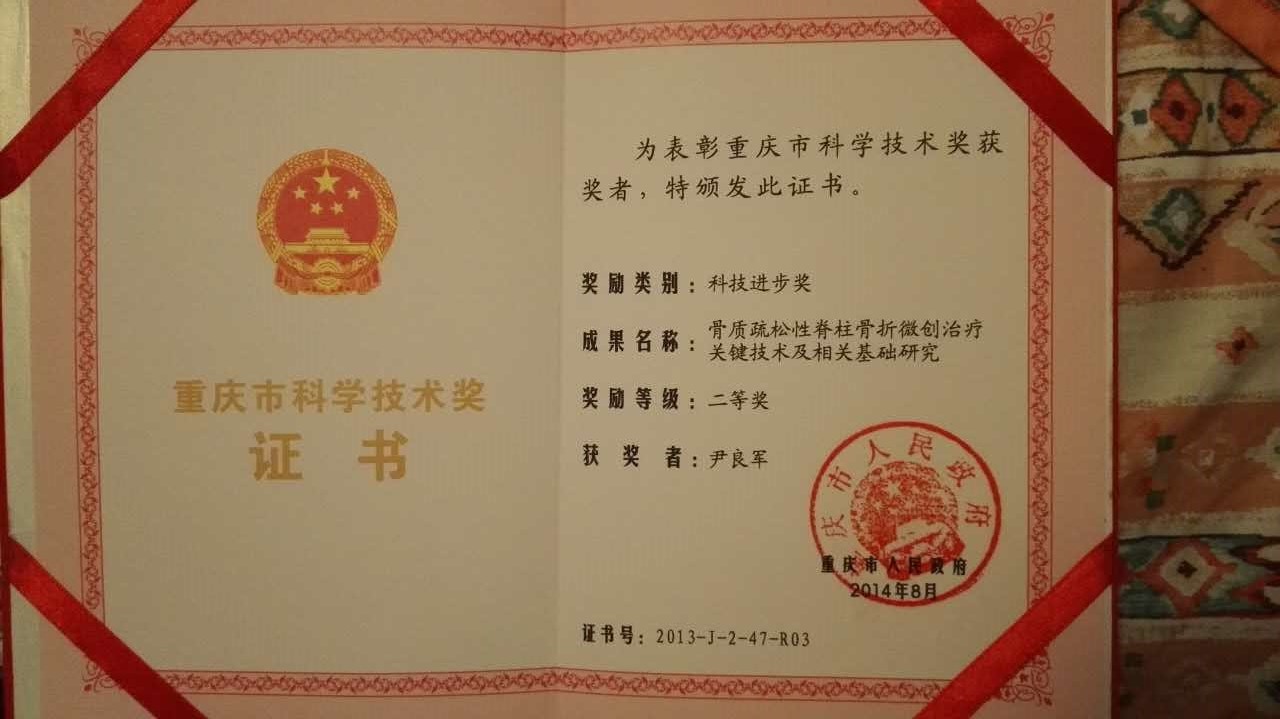 重庆市科学技术奖
证书
为表彰重庆市科学技术奖获
奖者，特颁发此证书。
奖励类别：科技进步奖
成果名称：骨质疏松性脊柱骨折微创治疗
关键技术及相关基础研究
奖励等级：二等奖
获奖者：尹良军
重庆市人民政府
重庆市人民政府
2014年8月
证书号：2013-J-2-47-R03